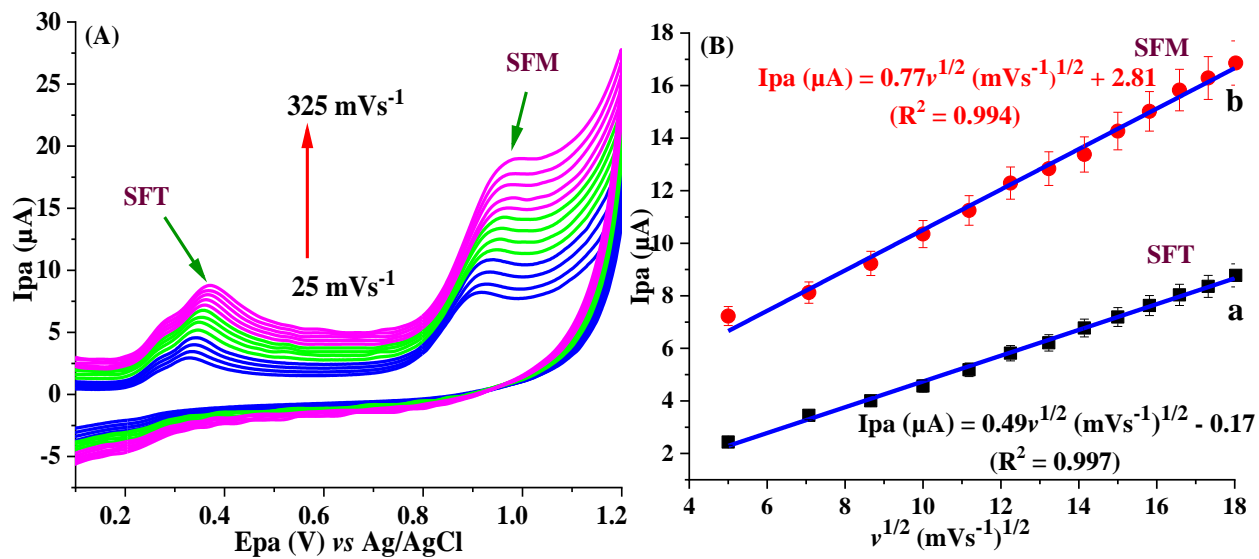 (A)
SFM
325 mVs⁻¹
SFT
25 mVs⁻¹
Ipa (µA)
30
25
20
15
10
5
0
-5
0.2 0.4 0.6 0.8 1.0 1.2
Epa (V) vs Ag/AgCl
(B)
SFM
Ipa (µA) = 0.77v¹/² (mVs⁻¹)¹/² + 2.81
(R² = 0.994)
b
SFT
a
Ipa (µA) = 0.49v¹/² (mVs⁻¹)¹/² - 0.17
(R² = 0.997)
Ipa (µA)
18
16
14
12
10
8
6
4
2
4 6 8 10 12 14 16 18
v¹/² (mVs⁻¹)¹/²